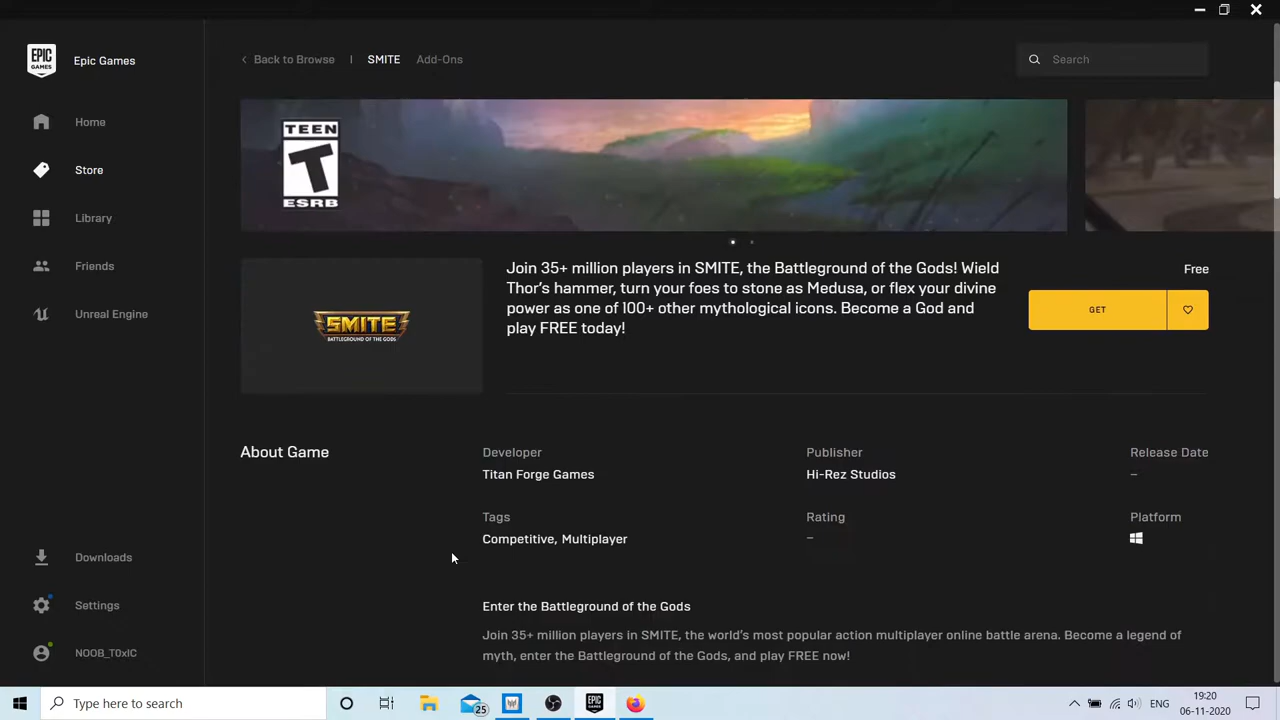 EPIC
GAMES
Epic Games
Home
Store
Library
Friends
Unreal Engine
Downloads
Settings
NOOB_T0xIC
Back to Browse | SMITE Add-Ons
Search
TEEN
T
ESRB
SMITE
BATTLEGROUND OF THE GODS
Join 35+ million players in SMITE, the Battleground of the Gods! Wield
Thor's hammer, turn your foes to stone as Medusa, or flex your divine
power as one of 100+ other mythological icons. Become a God and
play FREE today!
Free
GET
About Game
Developer
Titan Forge Games
Publisher
Hi-Rez Studios
Release Date
–
Tags
Competitive, Multiplayer
Rating
–
Platform
Enter the Battleground of the Gods
Join 35+ million players in SMITE, the world's most popular action multiplayer online battle arena. Become a legend of
myth, enter the Battleground of the Gods, and play FREE now!
Type here to search
25
EPIC
GAMES
ENG
19:20
06-11-2020